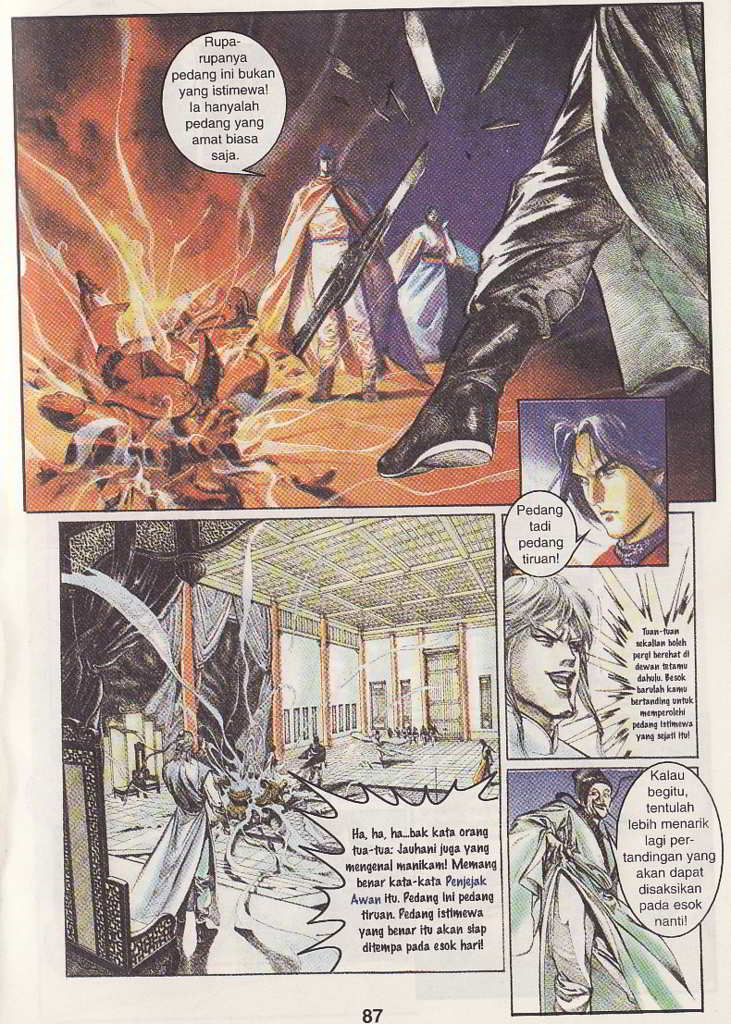 Rupa-
rupanya
pedang ini bukan
yang istimewa!
Ia hanyalah
pedang yang
amat biasa
saja.
Pedang
tadi
pedang
tiruan!
Tuan-tuan
sekalian boleh
pergi berehat di
dewan tetamu
dahulu. Besok
barulah kamu
bertanding untuk
memperolehi
pedang istimewa
yang sejati itu!
Ha, ha, ha...bak kata orang
tua-tua: Jauhani juga yang
mengenal manikam! Memang
benar kata-kata Penjejak
Awan itu. Pedang ini pedang
tiruan. Pedang istimewa
yang benar itu akan siap
ditempa pada esok hari!
Kalau
begitu,
tentulah
lebih menarik
lagi per-
tandingan yang
akan dapat
disaksikan
pada esok
nanti!
87